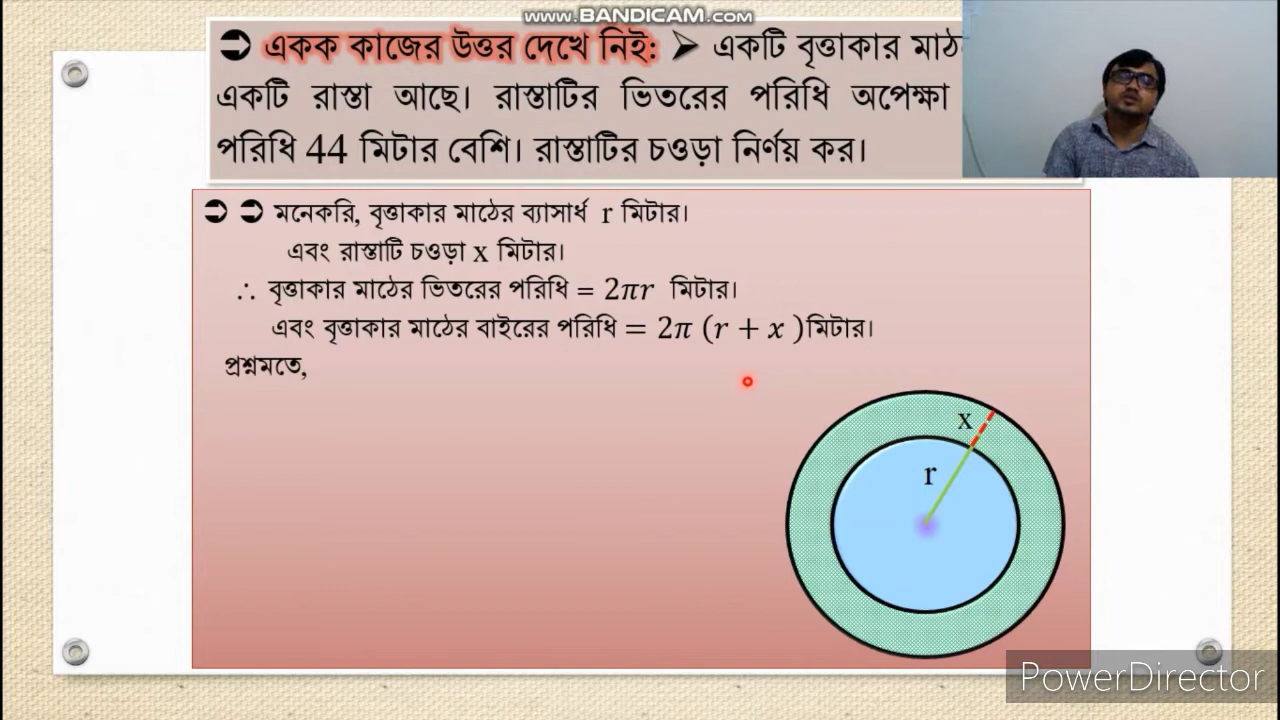 www.BANDICAM.com
➲ একক কাজের উত্তর দেখে নিই: ➤ একটি বৃত্তাকার
একটি রাস্তা আছে। রাস্তাটির ভিতরের পরিধি অপেক্ষা
পরিধি 44 মিটার বেশি। রাস্তাটির চওড়া নির্ণয় কর।
➲ ➲ মনেকরি, বৃত্তাকার মাঠের ব্যাসার্ধ r মিটার।
এবং রাস্তাটি চওড়া x মিটার।
∴ বৃত্তাকার মাঠের ভিতরের পরিধি = 2πr মিটার।
এবং বৃত্তাকার মাঠের বাইরের পরিধি = 2π (r + x )মিটার।
প্রশ্নমতে,
x
r
PowerDirector